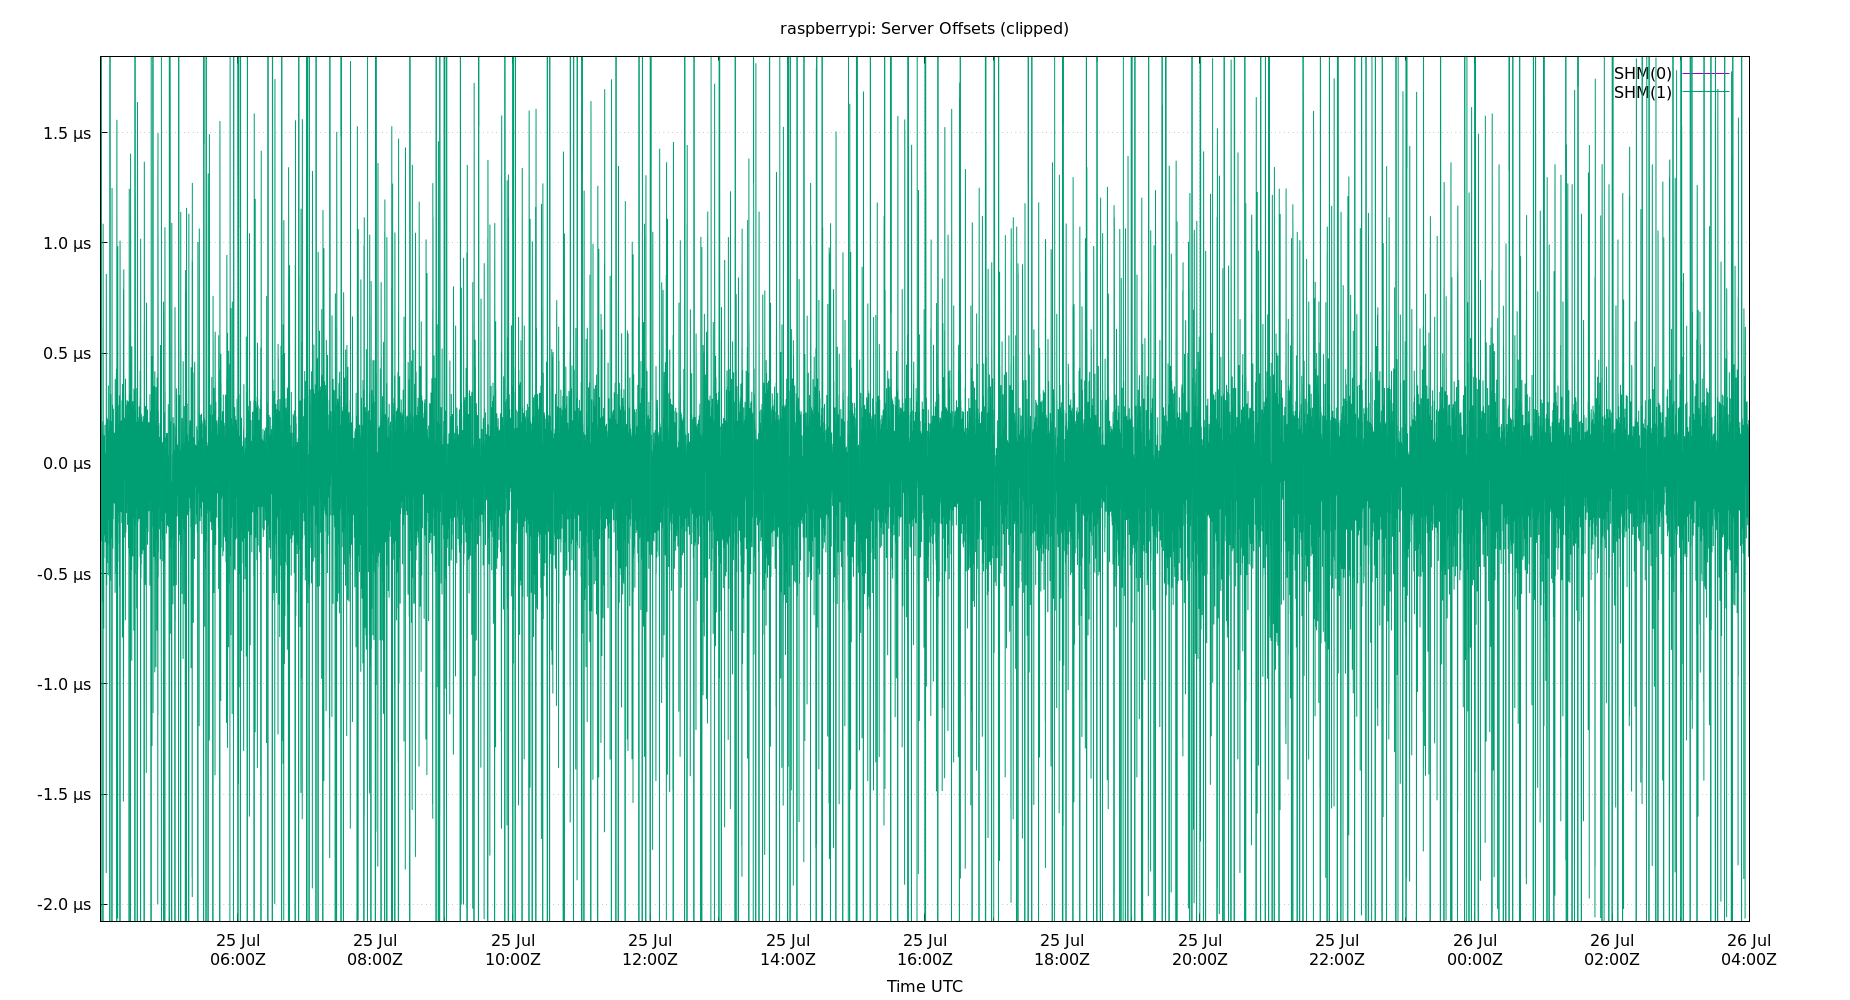 raspberrypi: Server Offsets (clipped)
SHM(0)
SHM(1)
1.5 µs
1.0 µs
0.5 µs
0.0 µs
-0.5 µs
-1.0 µs
-1.5 µs
-2.0 µs
25 Jul 25 Jul 25 Jul 25 Jul 25 Jul 25 Jul 25 Jul 25 Jul 25 Jul 26 Jul 26 Jul 26 Jul
06:00Z 08:00Z 10:00Z 12:00Z 14:00Z 16:00Z 18:00Z 20:00Z 22:00Z 00:00Z 02:00Z 04:00Z
Time UTC